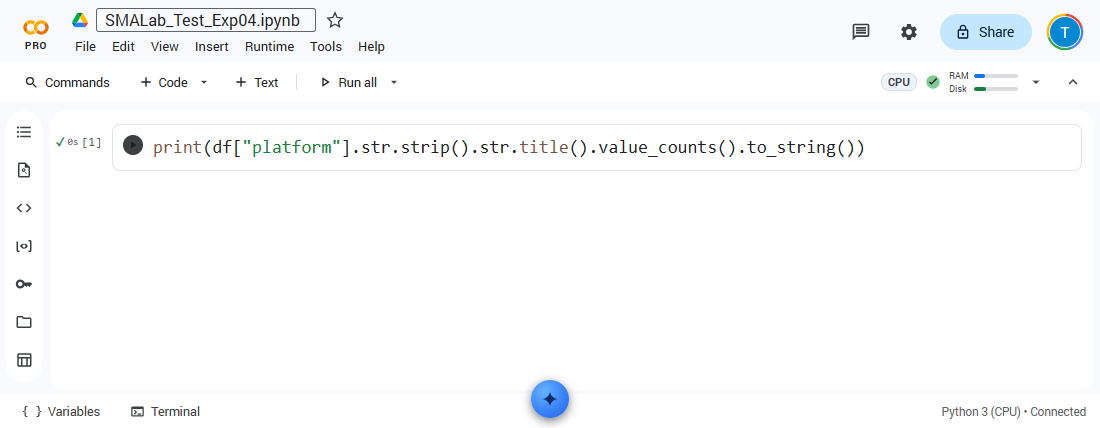 PRO
SMALab_Test_Exp04.ipynb
File Edit View Insert Runtime Tools Help
Share
T
Commands + Code + Text Run all
CPU
RAM
Disk
0s [1]
print(df["platform"].str.strip().str.title().value_counts().to_string())
{ } Variables Terminal
Python 3 (CPU) • Connected